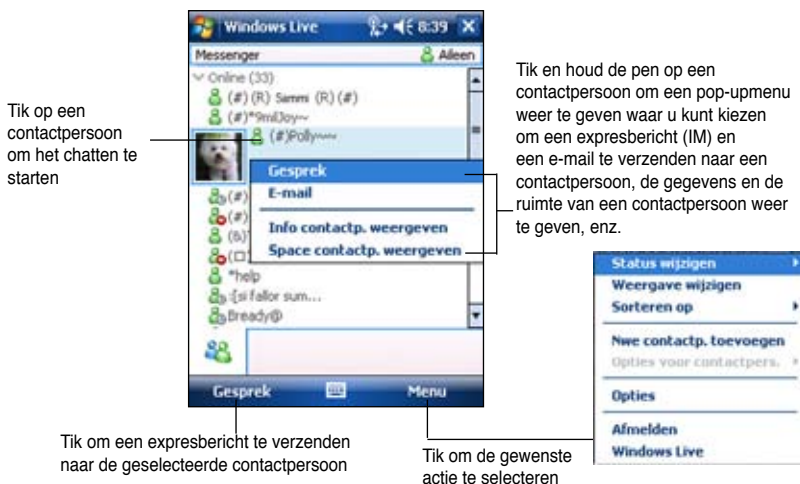 Windows Live 8:39
Messenger Aileen
Online (33)
(#) (R) Sammi (R) (#)
(#)*9mlJoy~
(#)Polly~~~
Gesprek
E-mail
Info contactp. weergeven
Space contactp. weergeven
(#)
(#)
(&)
*help
:[si fallor sum...
Bready@
Gesprek Menu
Tik op een
contactpersoon
om het chatten te
starten
Tik en houd de pen op een
contactpersoon om een pop-upmenu
weer te geven waar u kunt kiezen
om een expresbericht (IM) en
een e-mail te verzenden naar een
contactpersoon, de gegevens en de
ruimte van een contactpersoon weer
te geven, enz.
Status wijzigen
Weergave wijzigen
Sorteren op
Nwe contactp. toevoegen
Opties voor contactpers.
Opties
Afmelden
Windows Live
Tik om een expresbericht te verzenden
naar de geselecteerde contactpersoon
Tik om de gewenste
actie te selecteren